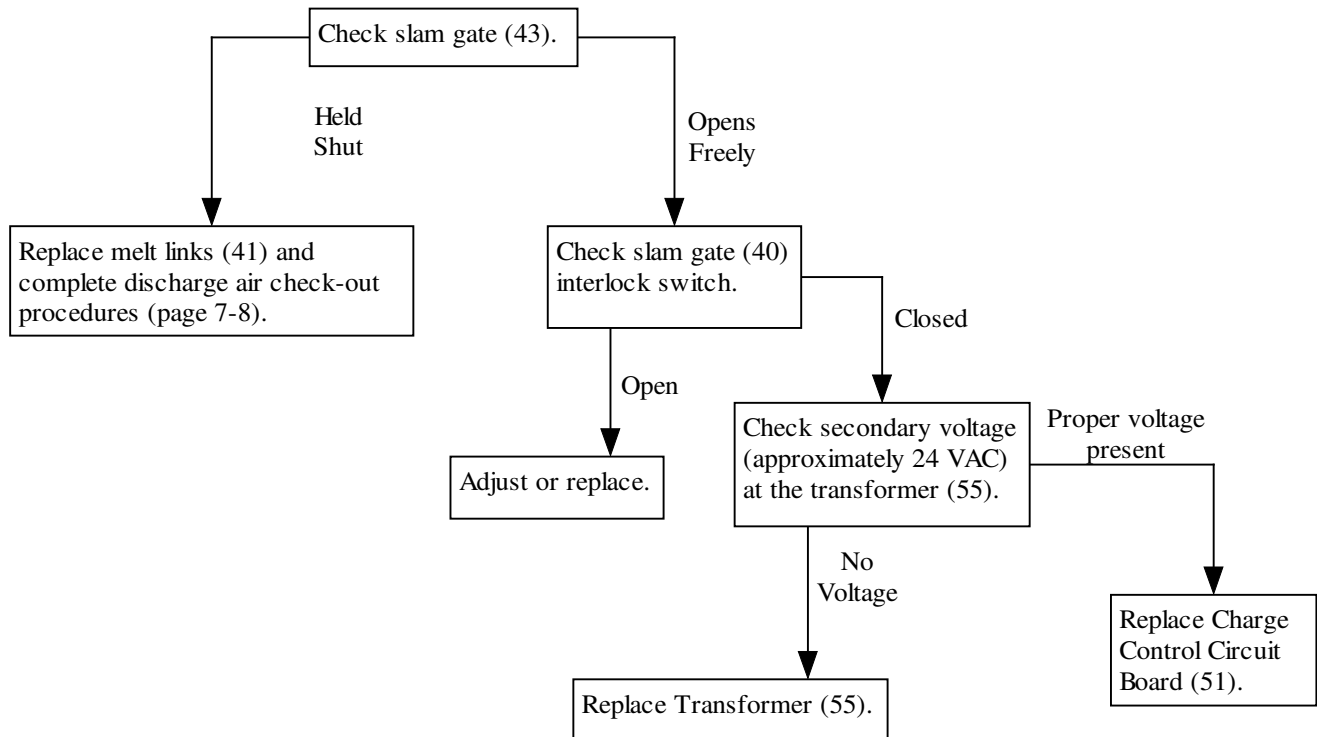 Check slam gate (43).
Held
Shut
Opens
Freely
Replace melt links (41) and
complete discharge air check-out
procedures (page 7-8).
Check slam gate (40)
interlock switch.
Closed
Open
Adjust or replace.
Check secondary voltage
(approximately 24 VAC)
at the transformer (55).
Proper voltage
present
No
Voltage
Replace Charge
Control Circuit
Board (51).
Replace Transformer (55).